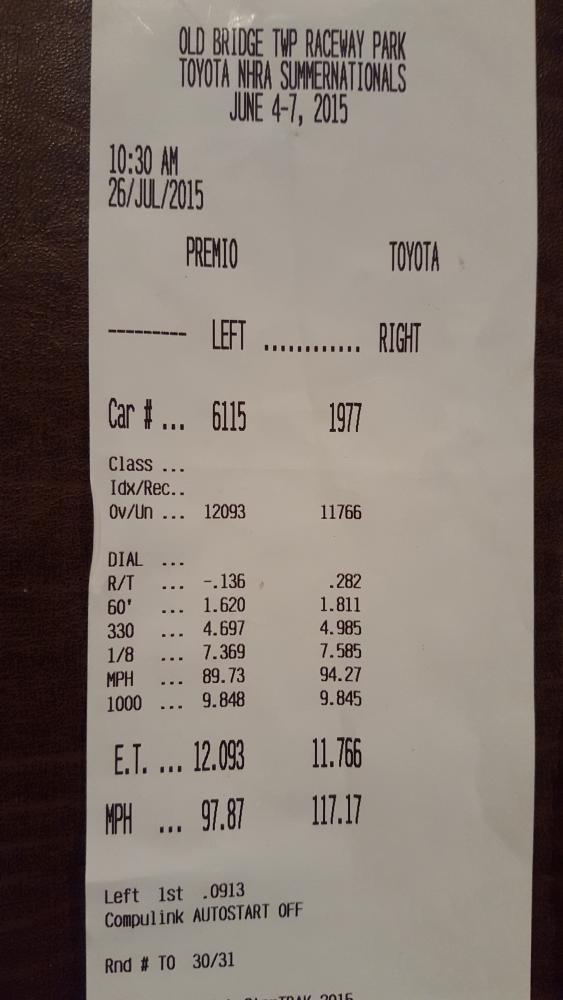 OLD BRIDGE TWP RACEWAY PARK
TOYOTA NHRA SUMMERNATIONALS
JUNE 4-7, 2015
10:30 AM
26/JUL/2015
PREMIO TOYOTA
--------- LEFT ............ RIGHT
Car # ... 6115 1977
Class ...
Idx/Rec..
Ov/Un ... 12093 11766
DIAL ...
R/T ... -.136 .282
60' ... 1.620 1.811
330 ... 4.697 4.985
1/8 ... 7.369 7.585
MPH ... 89.73 94.27
1000 ... 9.848 9.845
E.T. ... 12.093 11.766
MPH ... 97.87 117.17
Left 1st .0913
Compulink AUTOSTART OFF
Rnd # TO 30/31
2015